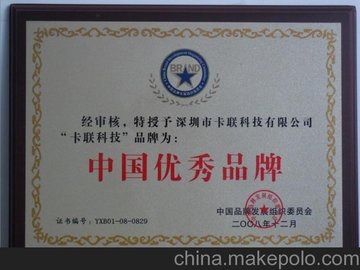 BRAND
经审核、特授予深圳市卡联科技有限公司
“卡联科技”品牌为：
中国优秀品牌
中国品牌发展组织委员会
证书编号：YXB01-08-0829
二00八年十二月
china.makepolo.com